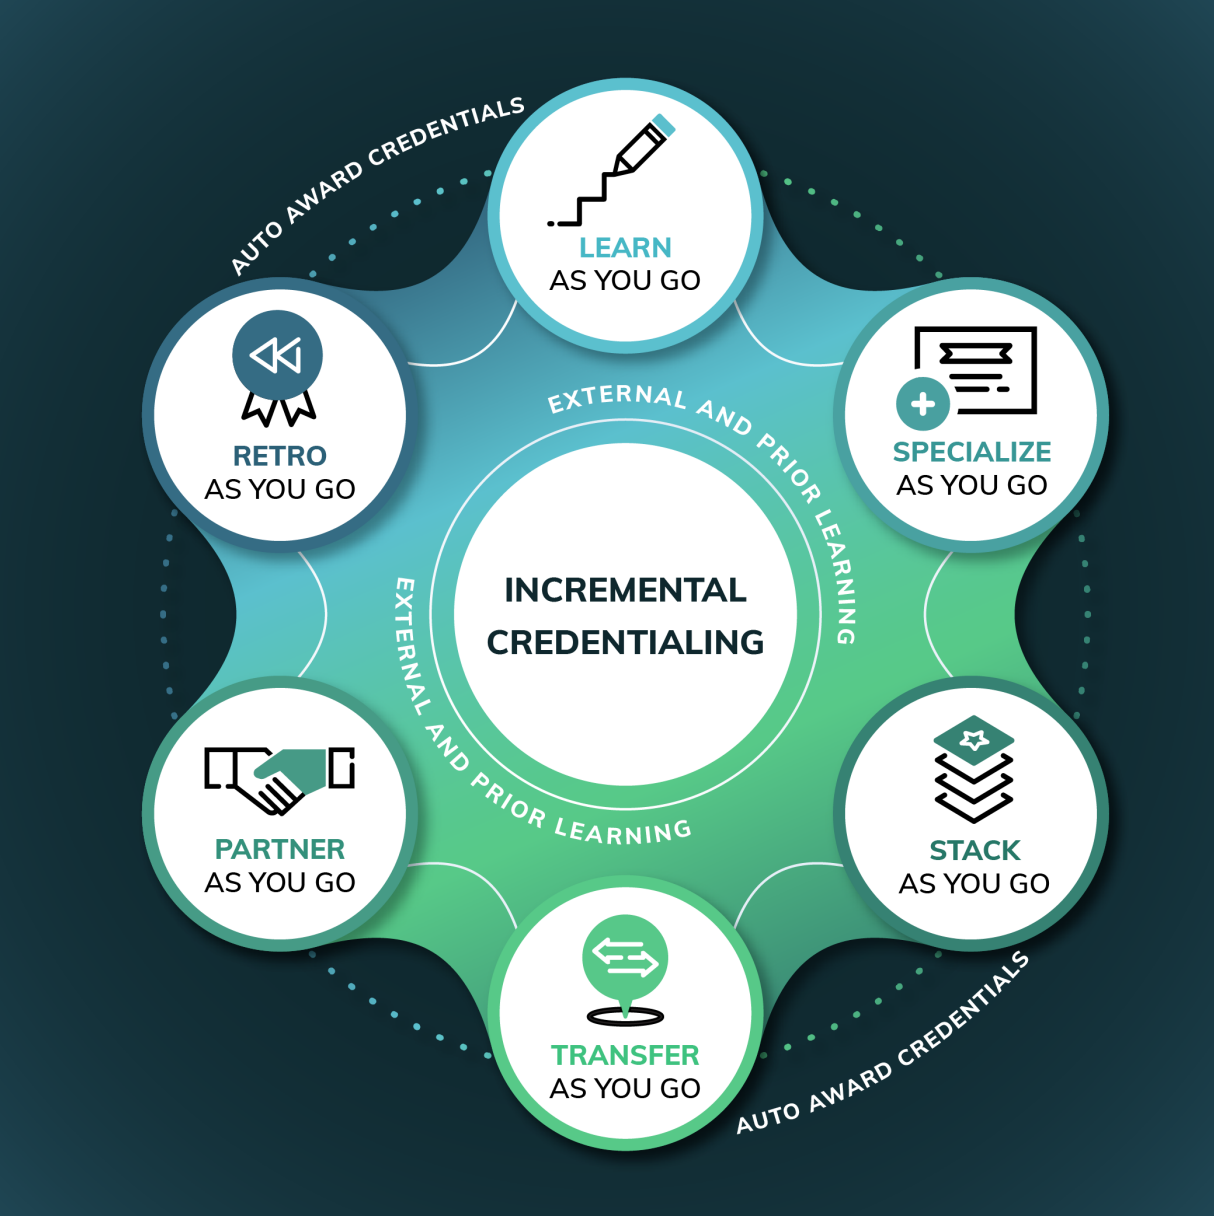 AUTO AWARD CREDENTIALS
LEARN
AS YOU GO
SPECIALIZE
AS YOU GO
STACK
AS YOU GO
TRANSFER
AS YOU GO
PARTNER
AS YOU GO
RETRO
AS YOU GO
EXTERNAL AND PRIOR LEARNING
INCREMENTAL
CREDENTIALING
EXTERNAL AND PRIOR LEARNING
AUTO AWARD CREDENTIALS